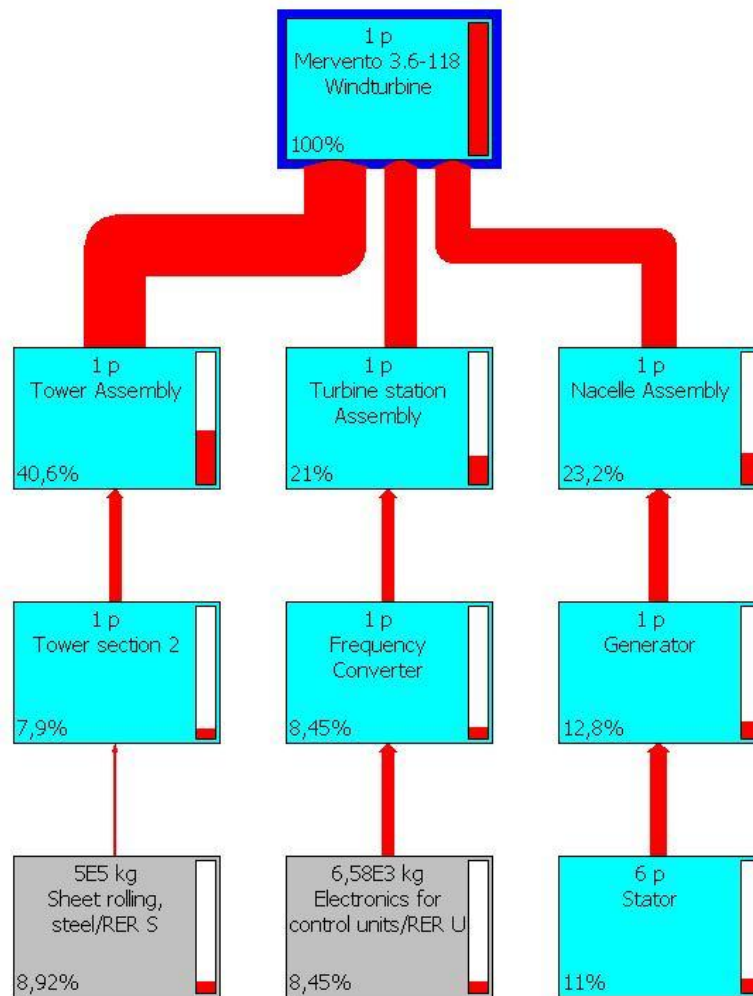 1 p
Mervento 3.6-118
Windturbine
100%
1 p
Tower Assembly
40,6%
1 p
Turbine station
Assembly
21%
1 p
Nacelle Assembly
23,2%
1 p
Tower section 2
7,9%
1 p
Frequency
Converter
8,45%
1 p
Generator
12,8%
5E5 kg
Sheet rolling,
steel/RER S
8,92%
6,58E3 kg
Electronics for
control units/RER U
8,45%
6 p
Stator
11%